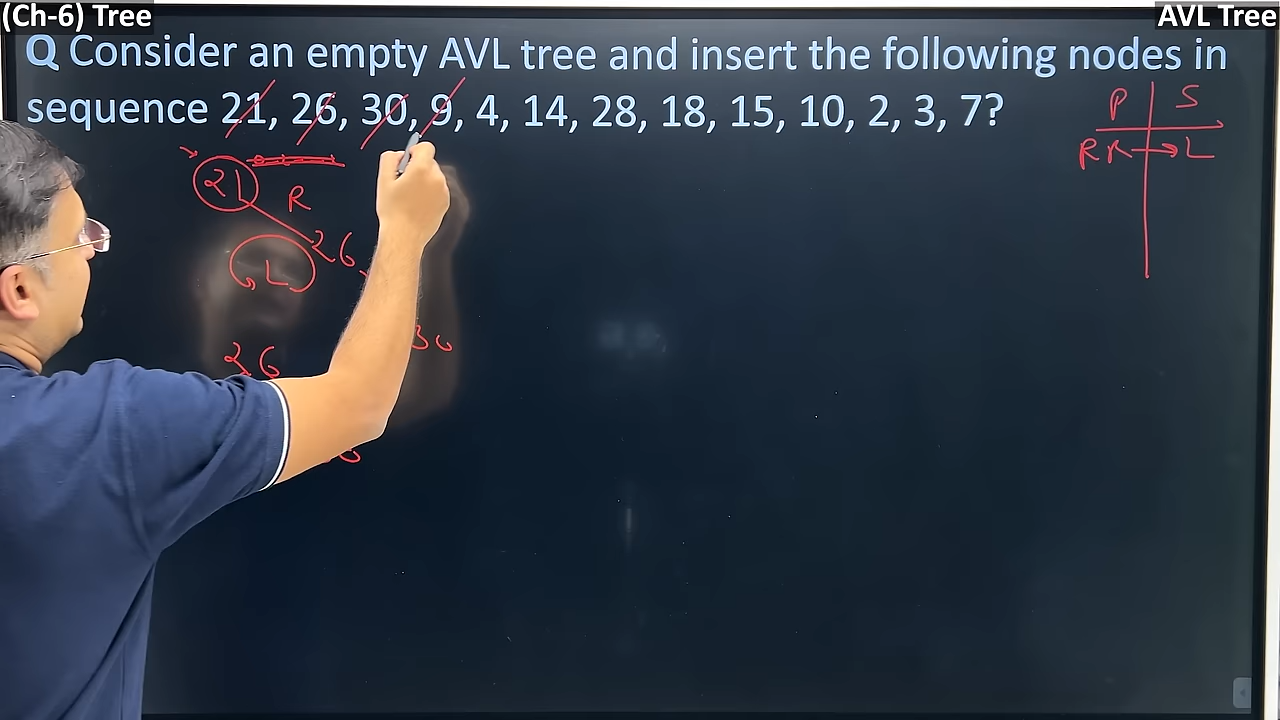 (Ch-6) Tree
AVL Tree
Q Consider an empty AVL tree and insert the following nodes in
sequence 21, 26, 30, 9, 4, 14, 28, 18, 15, 10, 2, 3, 7?
P S
RR → L
21
R
26
L
30
26